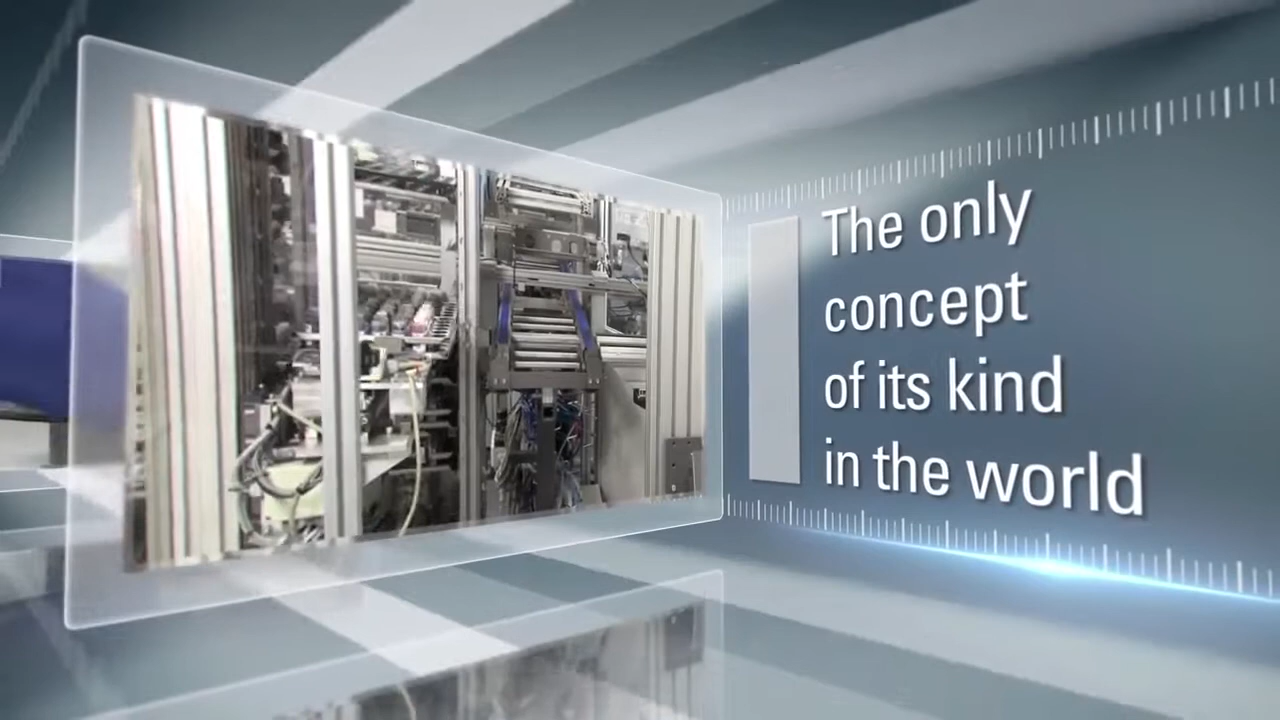 The only
concept
of its kind
in the world